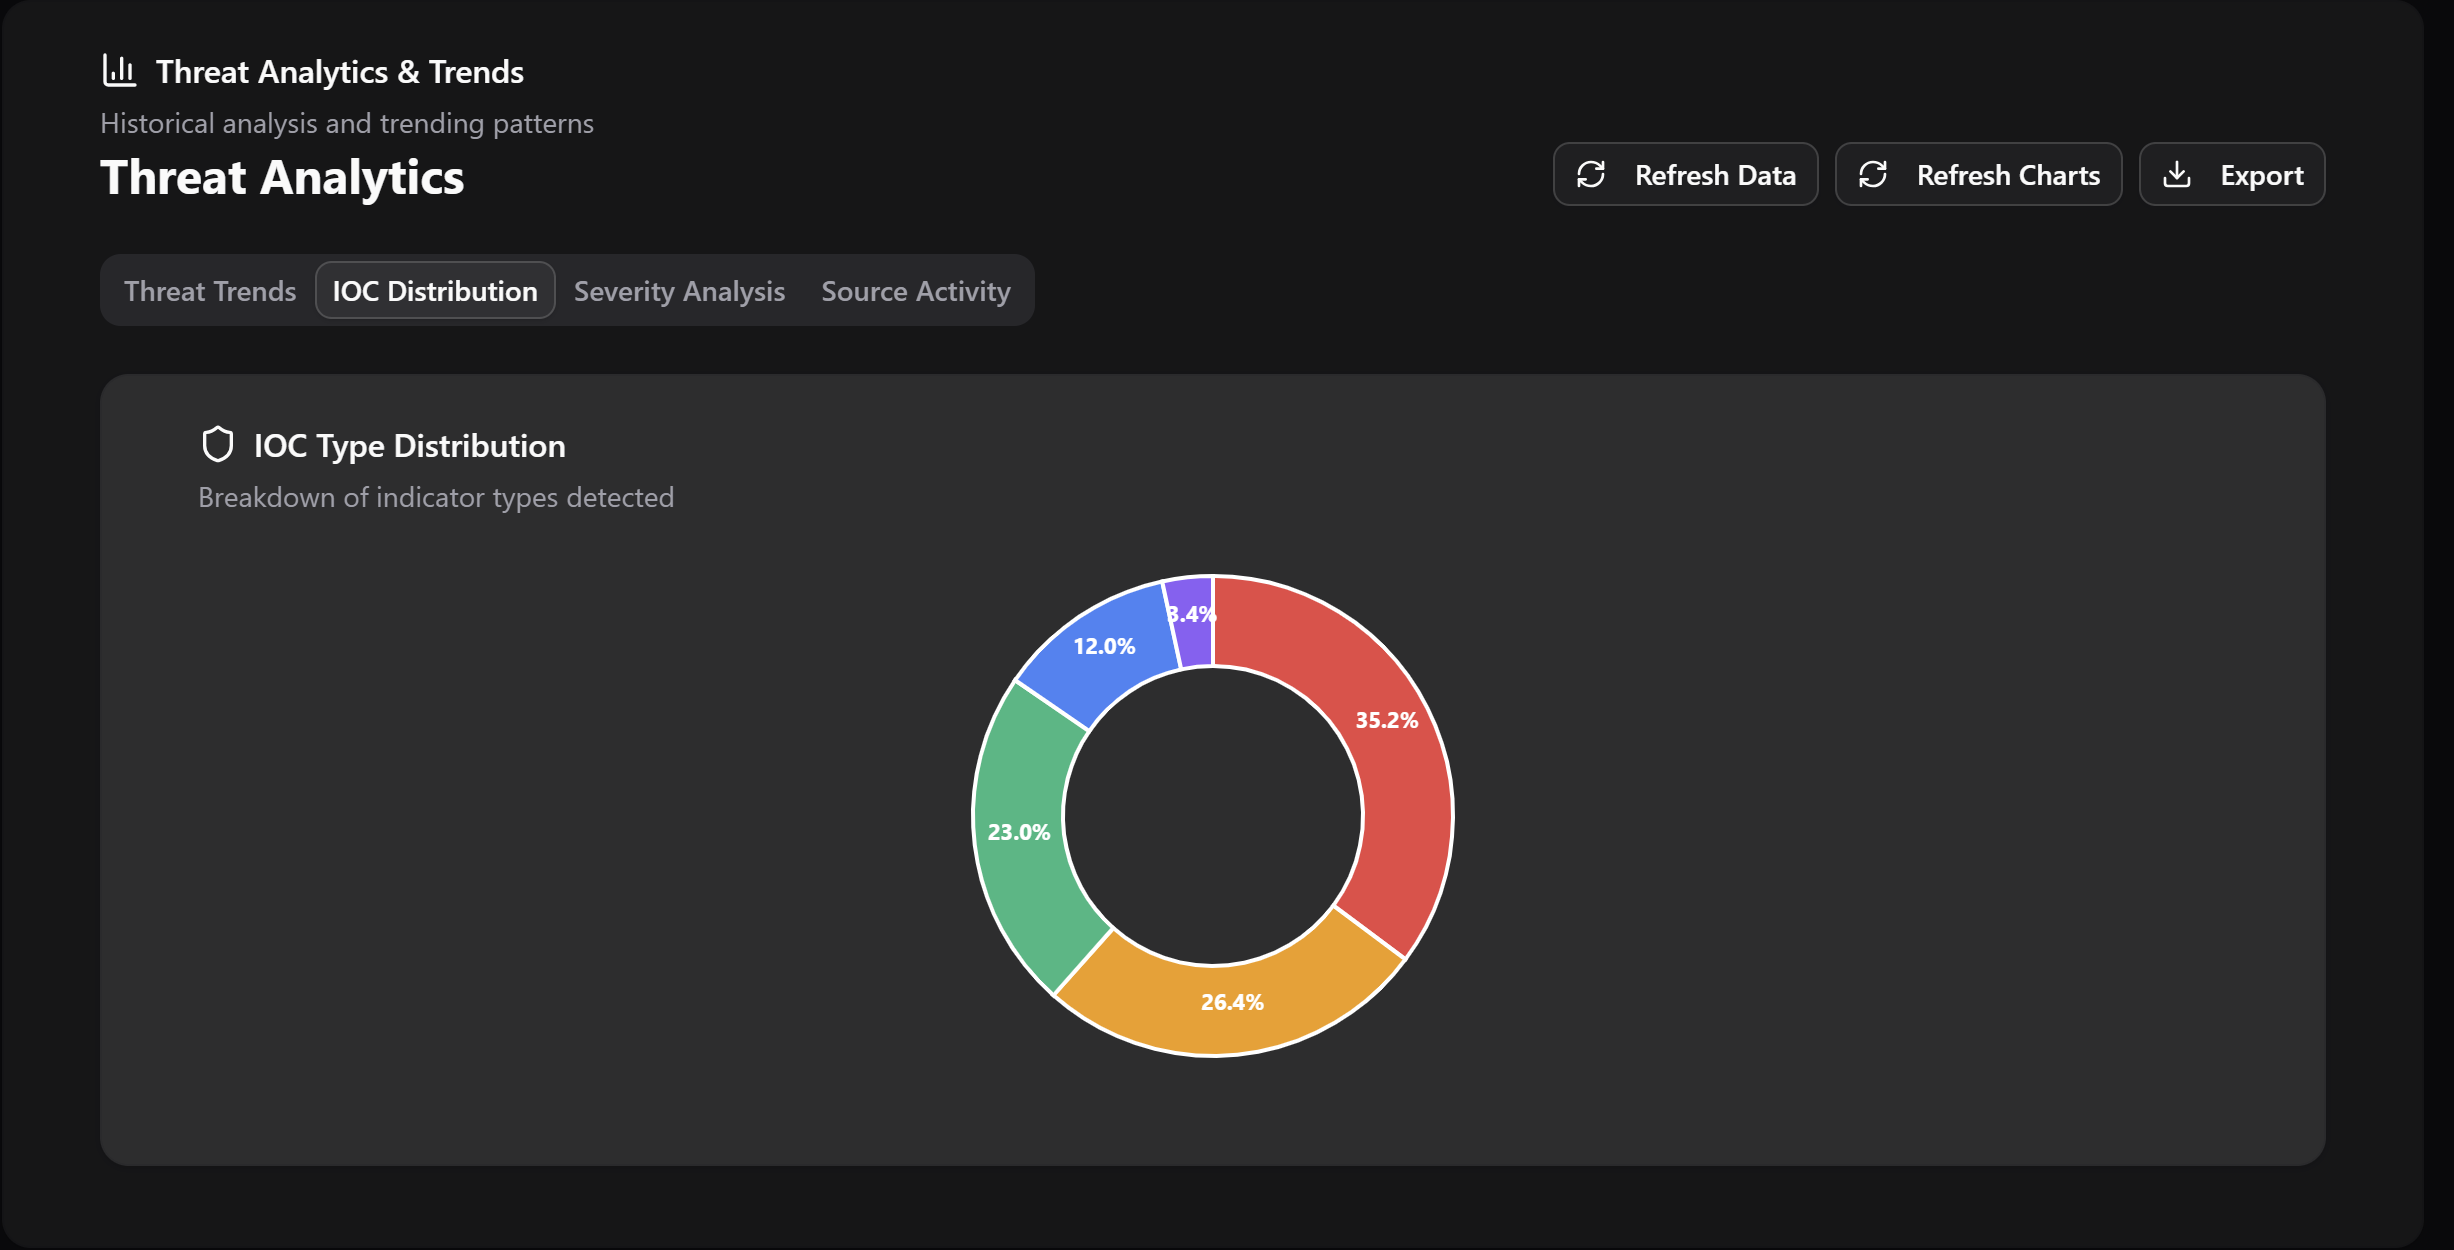 Threat Analytics & Trends
Historical analysis and trending patterns
Threat Analytics
Refresh Data
Refresh Charts
Export
Threat Trends
IOC Distribution
Severity Analysis
Source Activity
IOC Type Distribution
Breakdown of indicator types detected
3.4%
12.0%
35.2%
23.0%
26.4%